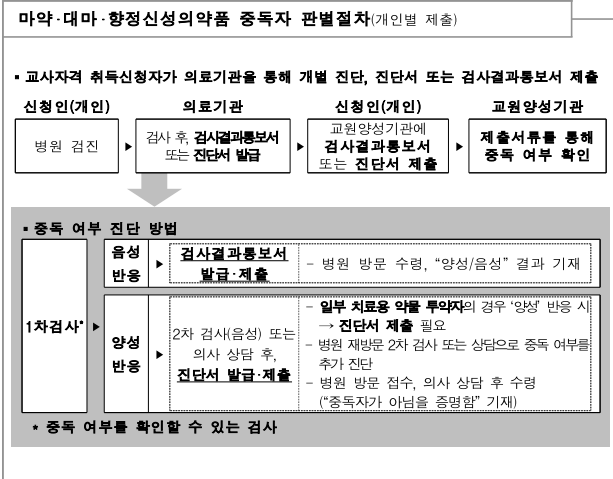 마약·대마·향정신성의약품 중독자 판별절차(개인별 제출)
▪ 교사자격 취득신청자가 의료기관을 통해 개별 진단, 진단서 또는 검사결과통보서 제출
신청인(개인)
의료기관
신청인(개인)
교원양성기관
병원 검진
▶
검사 후, 검사결과통보서
또는 진단서 발급
▶
교원양성기관에
검사결과통보서
또는 진단서 제출
▶
제출서류를 통해
중독 여부 확인
▪ 중독 여부 진단 방법
1차검사*
▶
음성
반응
▶
검사결과통보서
발급·제출
- 병원 방문 수령, “양성/음성” 결과 기재
양성
반응
▶
2차 검사(음성) 또는
의사 상담 후,
진단서 발급·제출
- 일부 치료용 약물 투약자의 경우 ‘양성’ 반응 시
→ 진단서 제출 필요
- 병원 재방문 2차 검사 또는 상담으로 중독 여부를
추가 진단
- 병원 방문 접수, 의사 상담 후 수령
(“중독자가 아님을 증명함” 기재)
* 중독 여부를 확인할 수 있는 검사